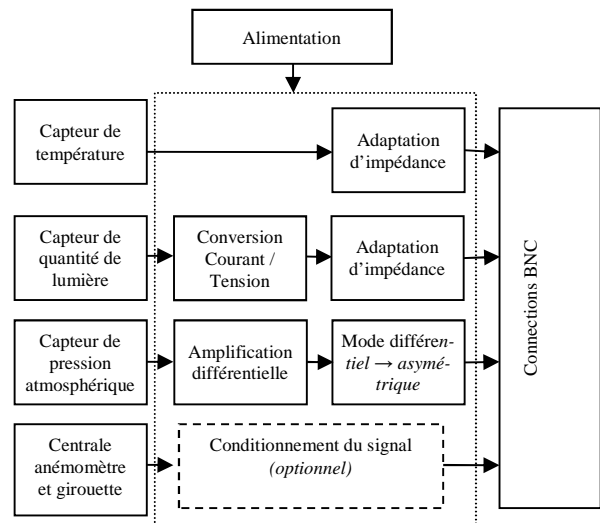 Alimentation
Capteur de
température
Adaptation
d’impédance
Capteur de
quantité de
lumière
Conversion
Courant /
Tension
Adaptation
d’impédance
Capteur de
pression
atmosphérique
Amplification
différentielle
Mode différen-
tiel → asymé-
trique
Centrale
anémomètre
et girouette
Conditionnement du signal
(optionnel)
Connections BNC